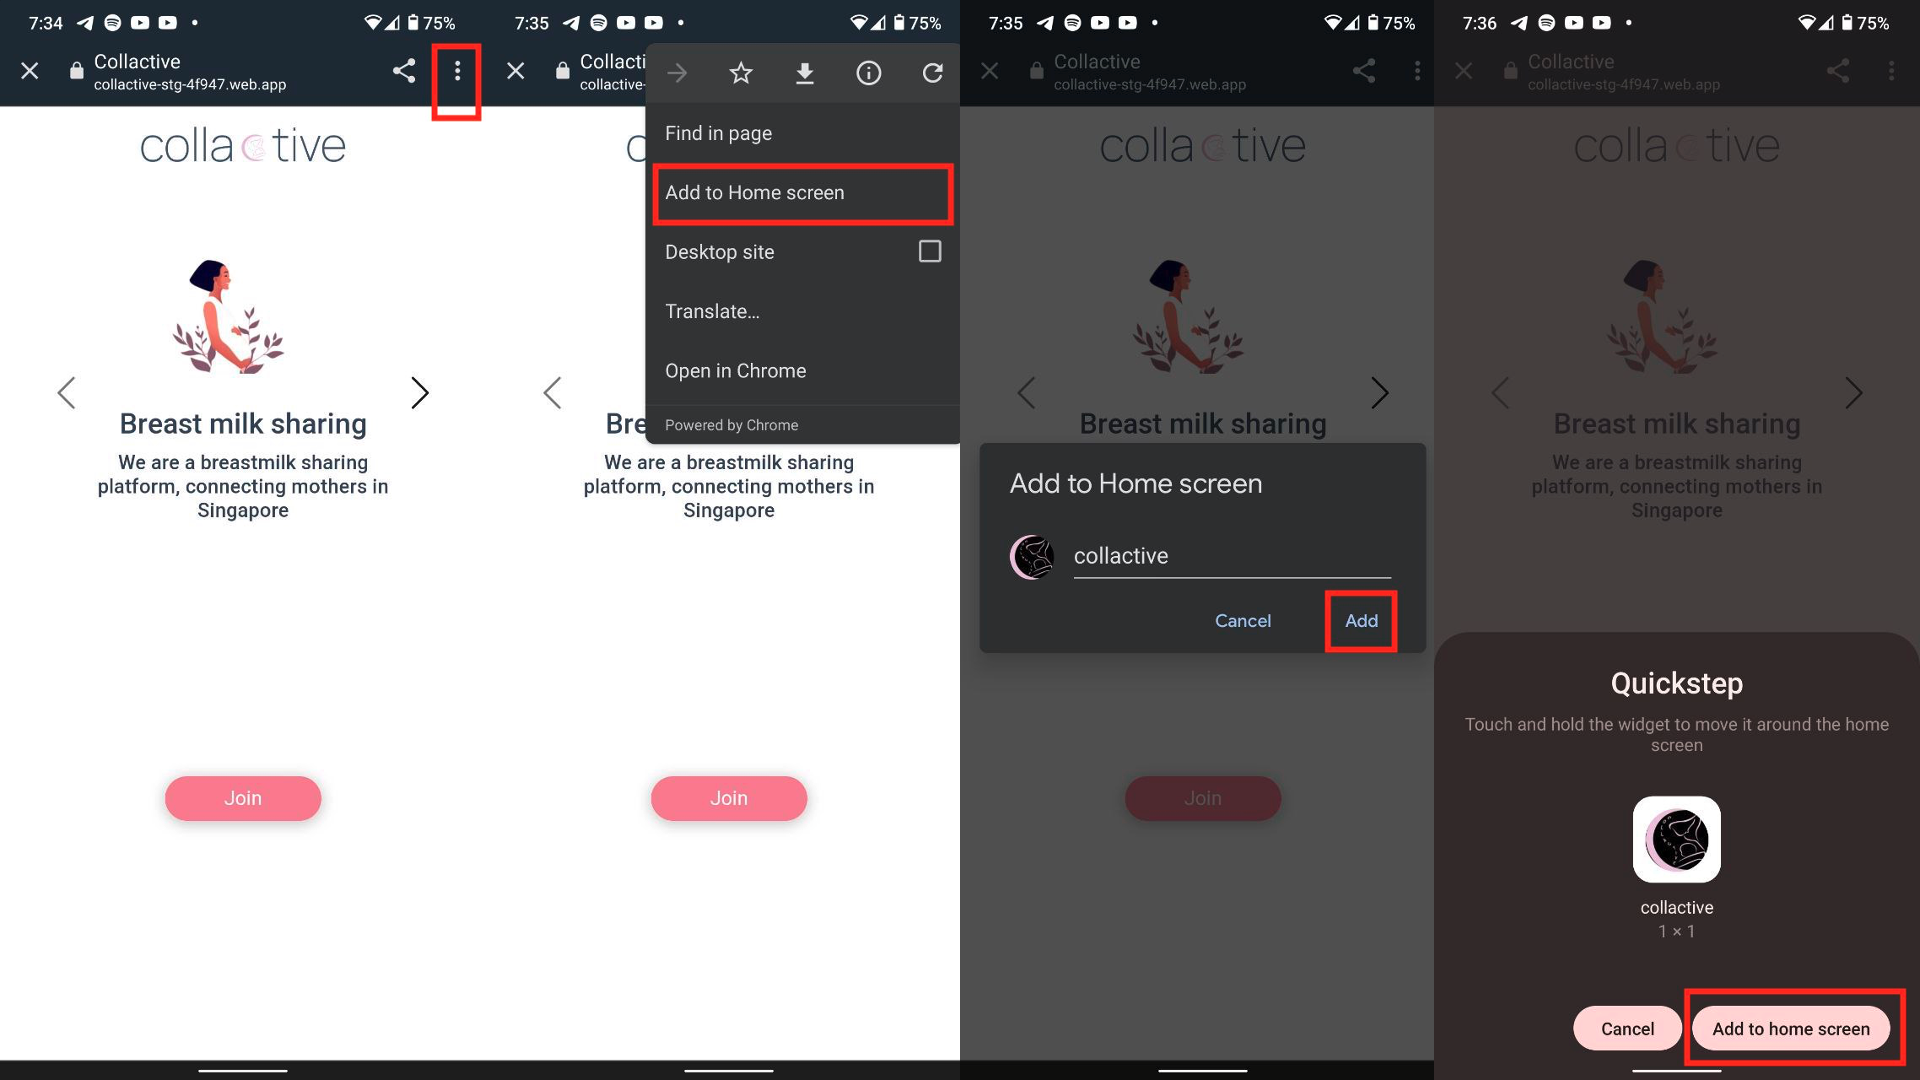 7:34
75%
Collactive
collactive-stg-4f947.web.app
colla tive
Breast milk sharing
We are a breastmilk sharing
platform, connecting mothers in
Singapore
Join
7:35
75%
Collacti
collactive-
c
Find in page
Add to Home screen
Desktop site
Translate...
Open in Chrome
Powered by Chrome
Bre
We are a breastmilk sharing
platform, connecting mothers in
Singapore
Join
7:35
75%
Collactive
collactive-stg-4f947.web.app
colla tive
Breast milk sharing
Add to Home screen
collactive
Cancel
Add
Join
7:36
75%
Collactive
collactive-stg-4f947.web.app
colla tive
Breast milk sharing
We are a breastmilk sharing
platform, connecting mothers in
Singapore
Quickstep
Touch and hold the widget to move it around the home
screen
collactive
1 × 1
Cancel
Add to home screen